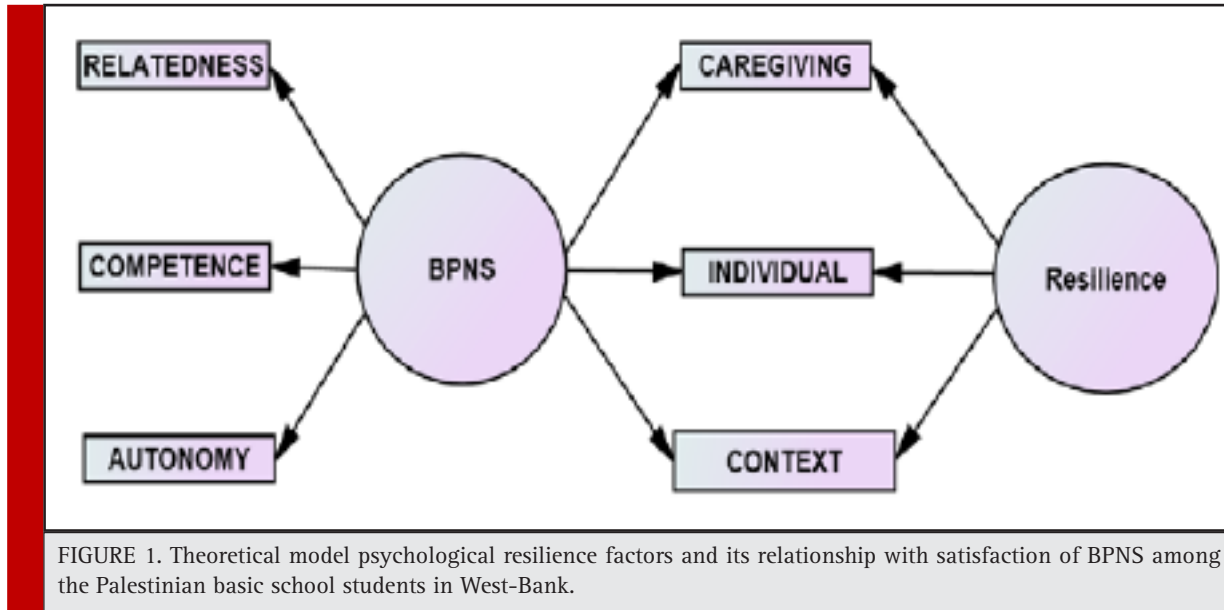 RELATEDNESS
CAREGIVING
COMPETENCE
BPNS
INDIVIDUAL
Resilience
AUTONOMY
CONTEXT
FIGURE 1. Theoretical model psychological resilience factors and its relationship with satisfaction of BPNS among
the Palestinian basic school students in West-Bank.